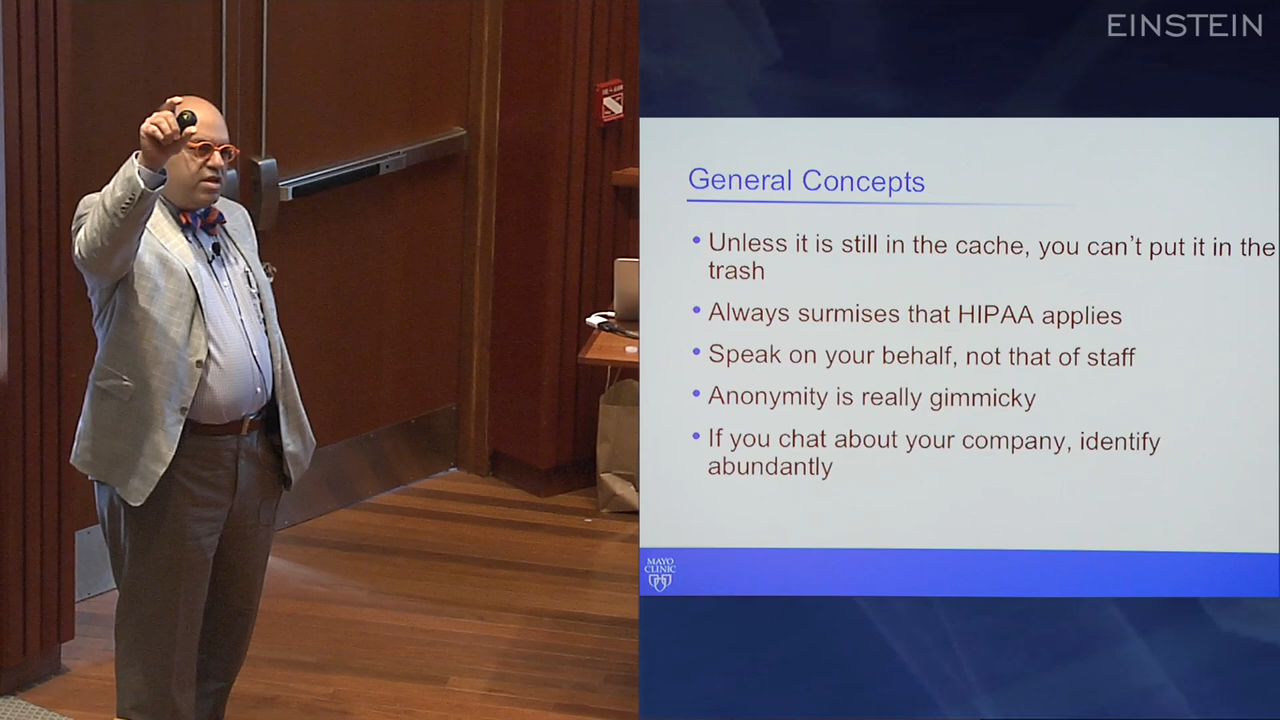 EINSTEIN
General Concepts
• Unless it is still in the cache, you can't put it in the
trash
• Always surmises that HIPAA applies
• Speak on your behalf, not that of staff
• Anonymity is really gimmicky
• If you chat about your company, identify
abundantly
MAYO
CLINIC